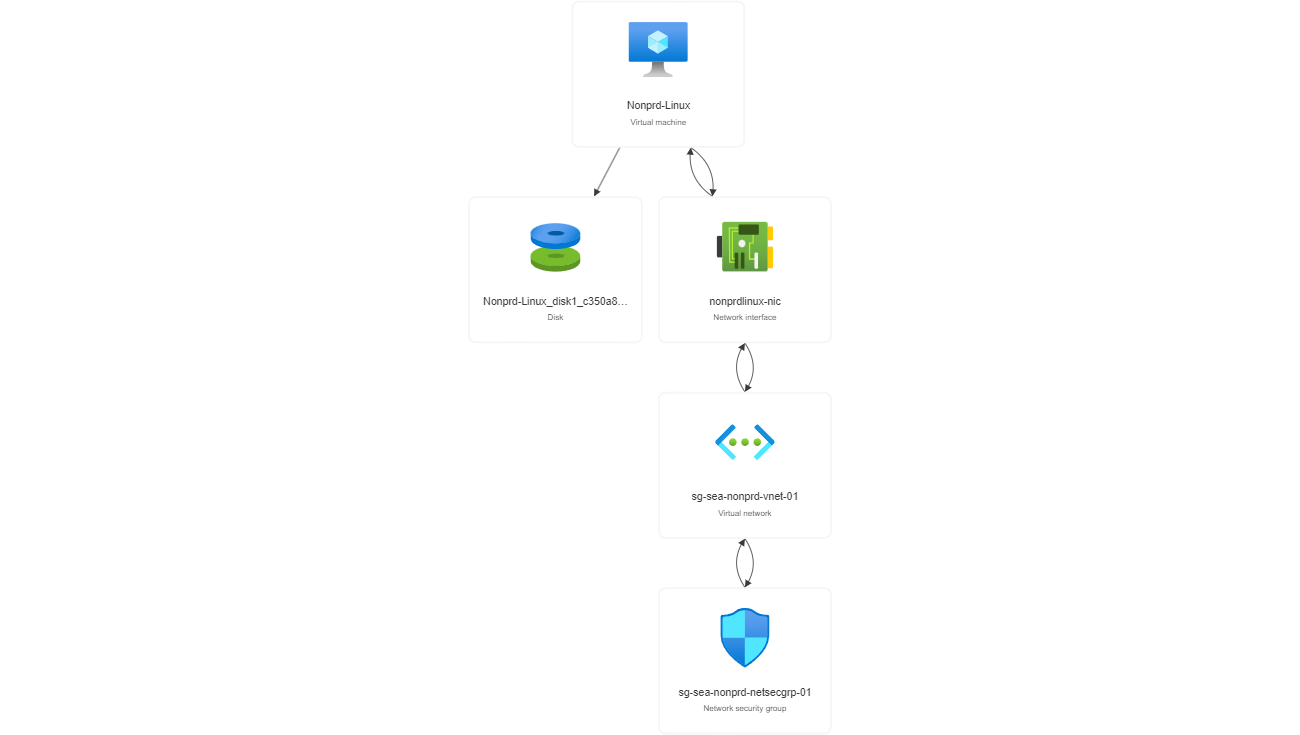 Nonprd-Linux
Virtual machine
Nonprd-Linux_disk1_c350a8...
Disk
nonprdlinux-nic
Network interface
sg-sea-nonprd-vnet-01
Virtual network
sg-sea-nonprd-netsecgrp-01
Network security group